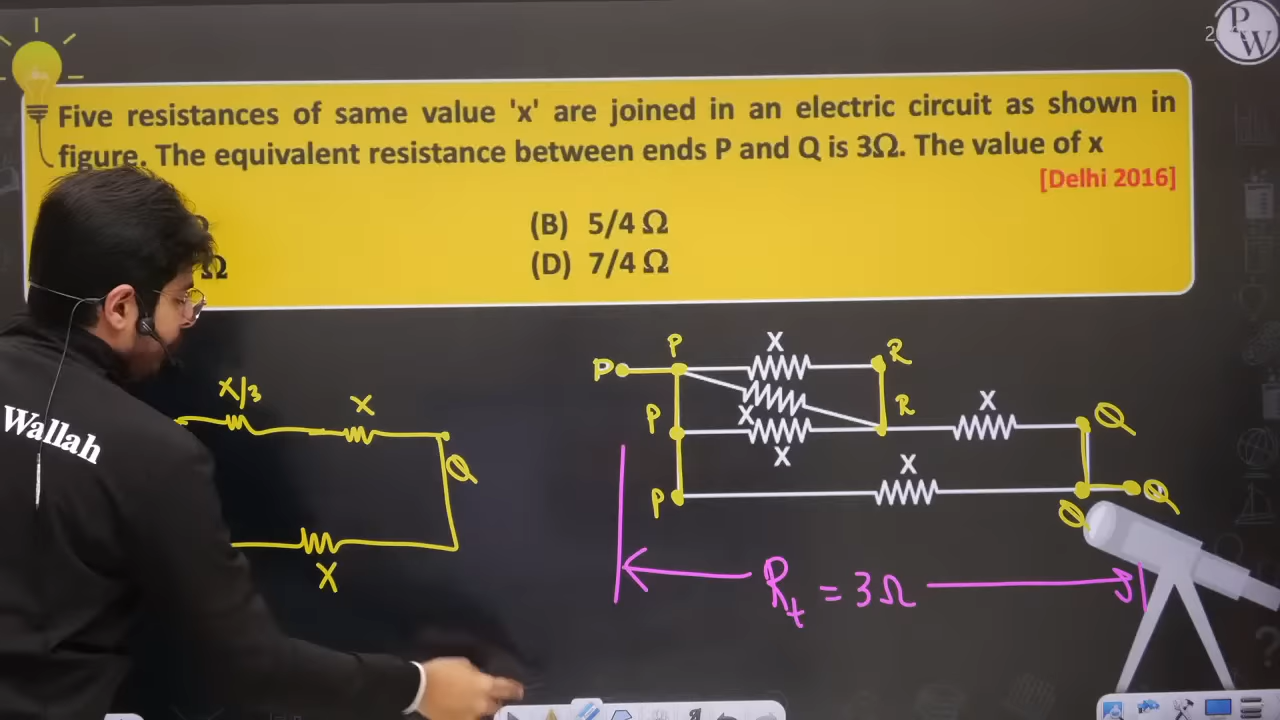 P
W
Five resistances of same value 'x' are joined in an electric circuit as shown in
figure. The equivalent resistance between ends P and Q is 3Ω. The value of x
[Delhi 2016]
(B) 5/4 Ω
Ω (D) 7/4 Ω
X
P P R
X/3 X
X
P R X Q
X
Q
X
P Q Q
X
R_t = 3Ω
Wallah